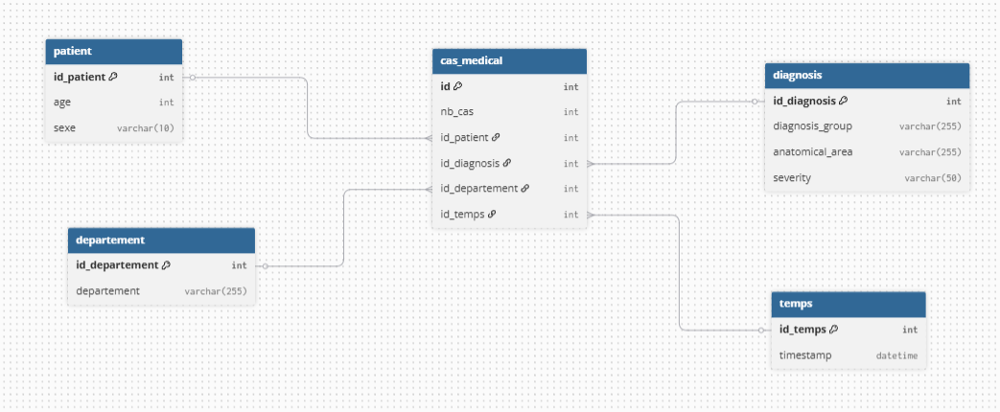 patient
id_patient int
age int
sexe varchar(10)
cas_medical
id int
nb_cas int
id_patient int
id_diagnosis int
id_departement int
id_temps int
diagnosis
id_diagnosis int
diagnosis_group varchar(255)
anatomical_area varchar(255)
severity varchar(50)
departement
id_departement int
departement varchar(255)
temps
id_temps int
timestamp datetime